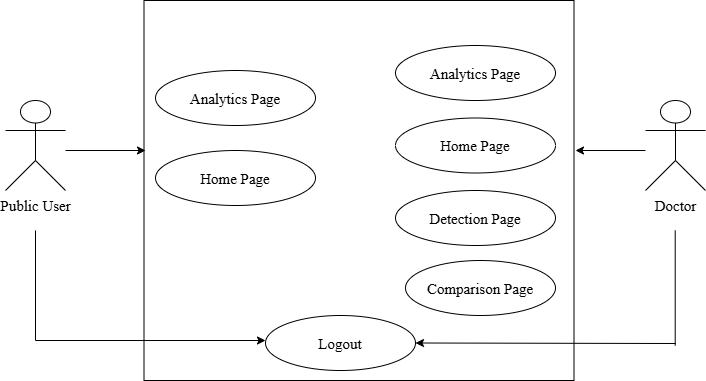 Analytics Page
Analytics Page
Home Page
Home Page
Public User
Doctor
Detection Page
Comparison Page
Logout